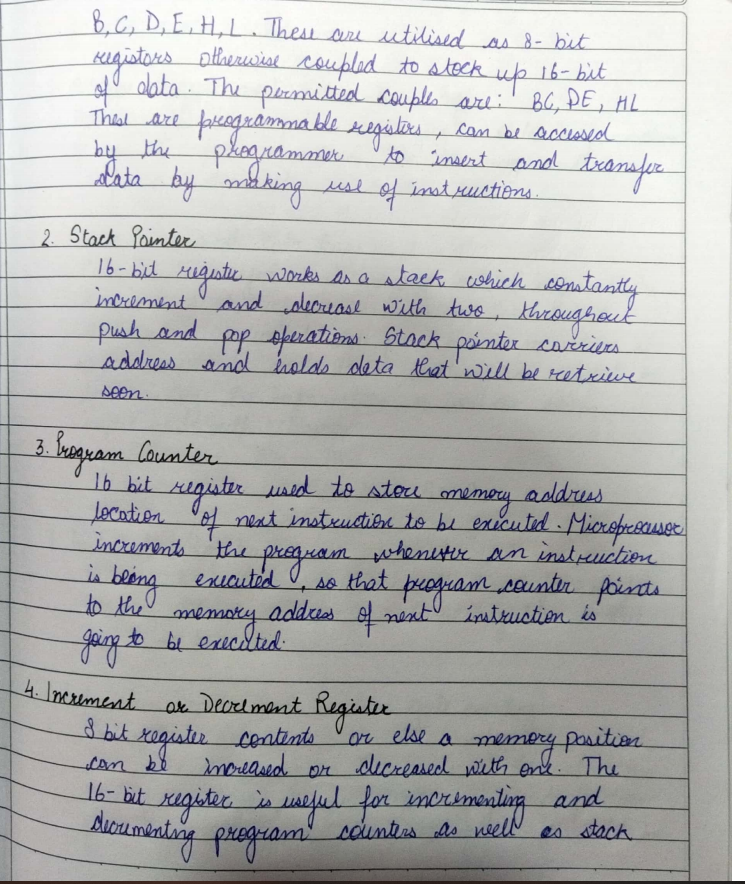 B, C, D, E, H, L. These are utilised as 8-bit
registors otherwise coupled to stock up 16-bit
of data. The permitted couples are: BC, DE, HL
These are programmable registors, can be accessed
by the programmer to insert and transfer
data by making use of instructions.
2. Stack Pointer
16-bit register works as a stack which constantly
increment and decrease with two, throughout
push and pop operations. Stack pointer carriers
address and holds data that will be retrieve
soon.
3. Program Counter
16 bit register used to store memory address
location of next instruction to be executed. Microprocessor
increments the program whenever an instruction
is being executed, so that program counter points
to the memory address of next instruction is
going to be executed.
4. Increment or Decrement Register
8 bit register contents or else a memory position
can be increased or decreased with one. The
16-bit register is useful for incrementing and
decrementing program counters as well as stack